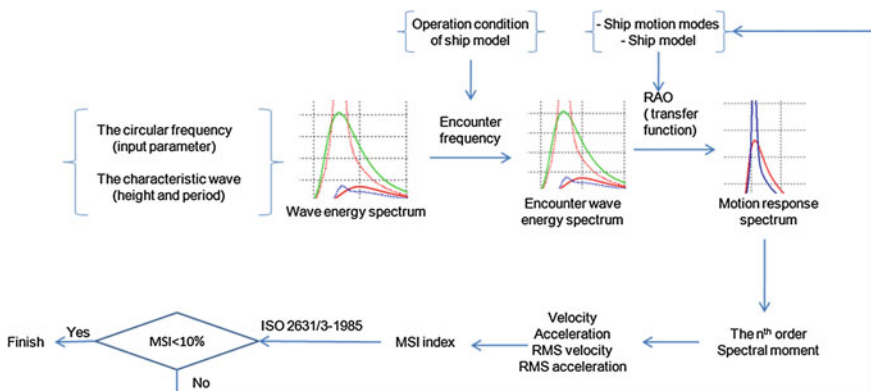 Operation condition
of ship model
- Ship motion modes
- Ship model
The circular frequency
(input parameter)
The characteristic wave
(height and period)
Wave energy spectrum
Encounter
frequency
Encounter wave
energy spectrum
RAO
( transfer
function)
Motion response
spectrum
The nth order
Spectral moment
Velocity
Acceleration
RMS velocity
RMS acceleration
MSI index
ISO 2631/3-1985
MSI<10%
Yes
Finish
No